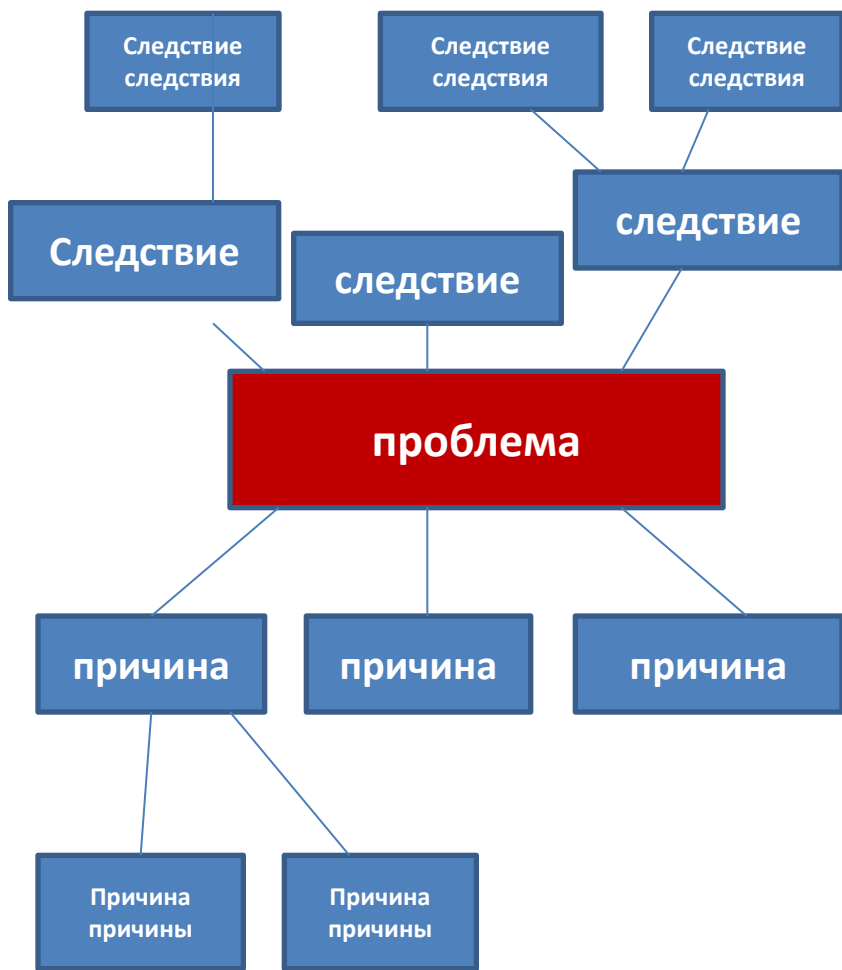 Следствие
следствия
Следствие
следствия
Следствие
следствия
Следствие
следствие
следствие
проблема
причина
причина
причина
Причина
причины
Причина
причины